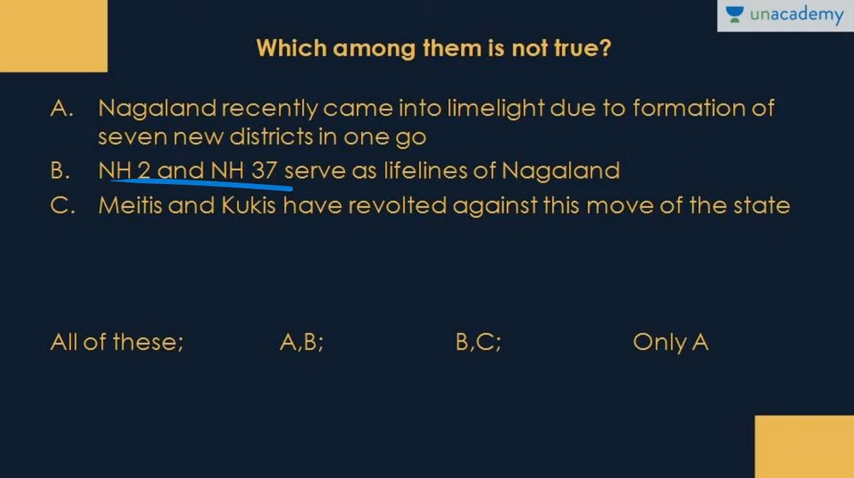 unacademy
Which among them is not true?
A. Nagaland recently came into limelight due to formation of
seven new districts in one go
B. NH 2 and NH 37 serve as lifelines of Nagaland
C. Meitis and Kukis have revolted against this move of the state
All of these; A,B; B,C; Only A